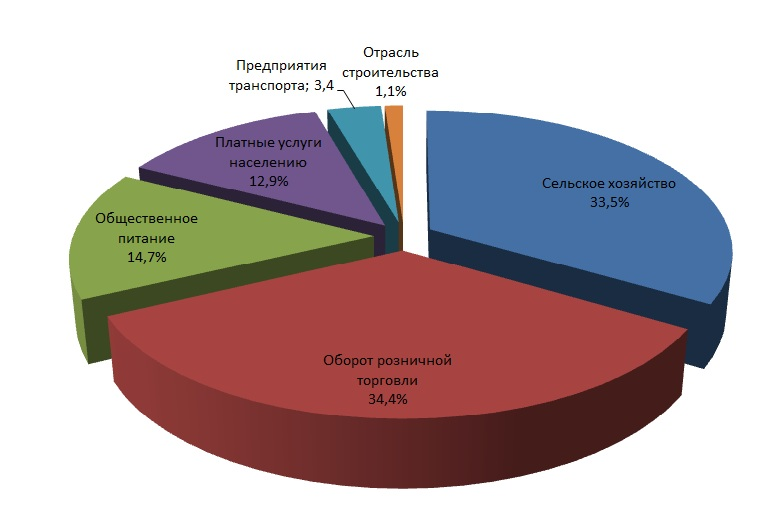 Отрасль
строительства
1,1%
Предприятия
транспорта; 3,4
Платные услуги
населению
12,9%
Сельское хозяйство
33,5%
Общественное
питание
14,7%
Оборот розничной
торговли
34,4%